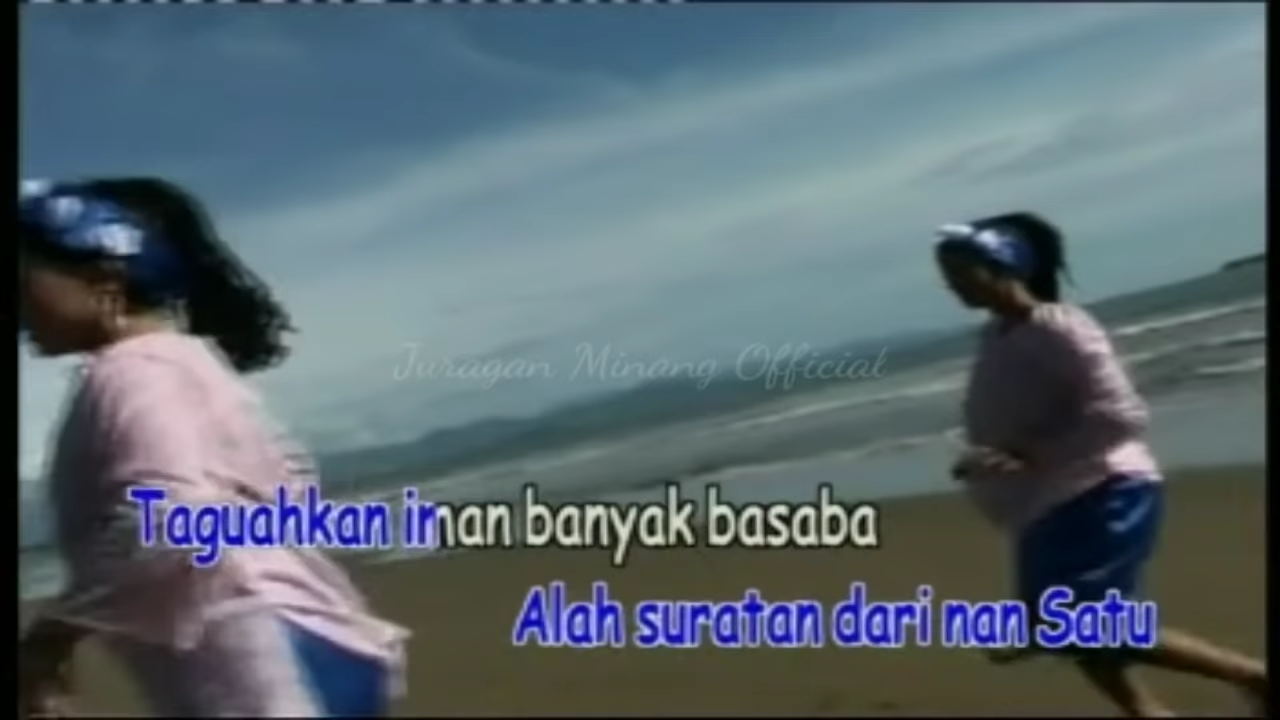 Juragan Minang Official
Taguahkan iman banyak basaba
Alah suratan dari nan Satu